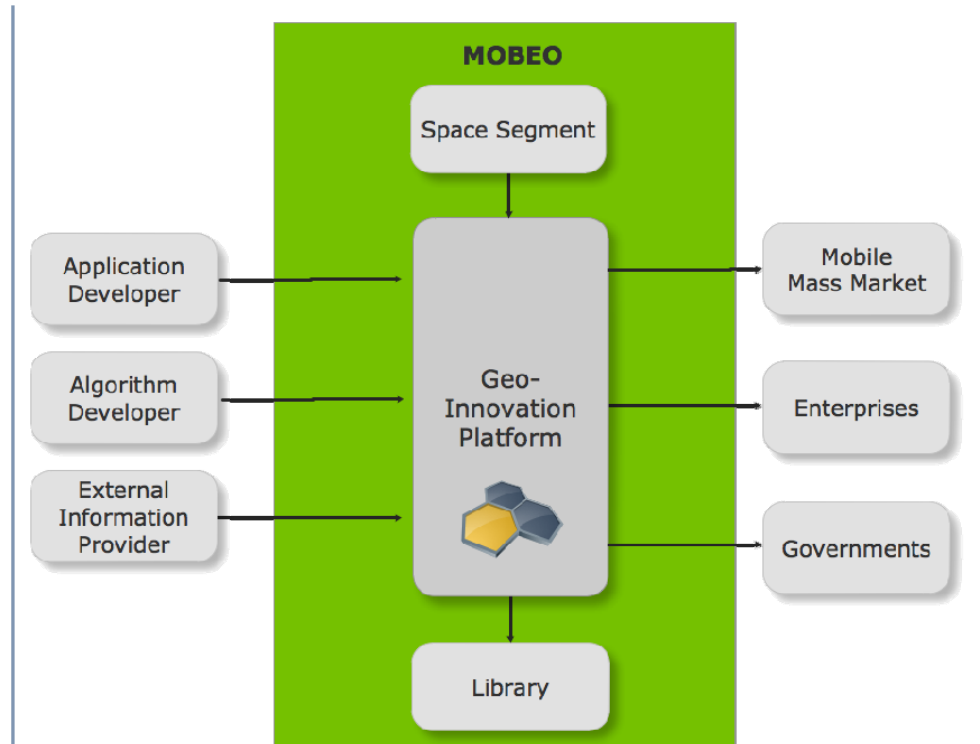 MOBEO
Space Segment
Application
Developer
Algorithm
Developer
External
Information
Provider
Geo-
Innovation
Platform
Mobile
Mass Market
Enterprises
Governments
Library